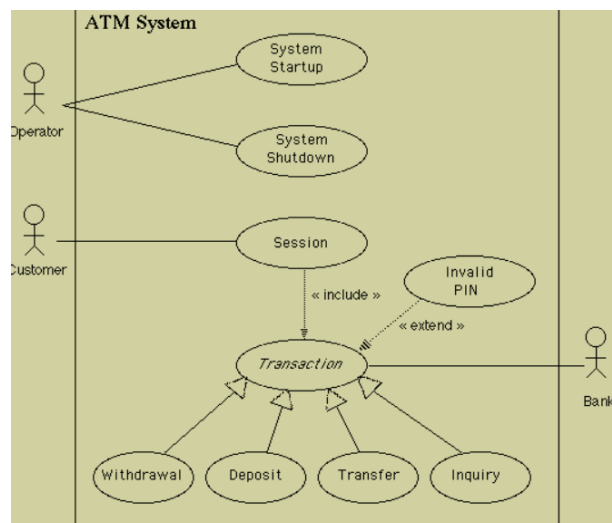 ATM System
System
Startup
Operator
System
Shutdown
Customer
Session
Invalid
PIN
« include »
« extend »
Transaction
Bank
Withdrawal
Deposit
Transfer
Inquiry